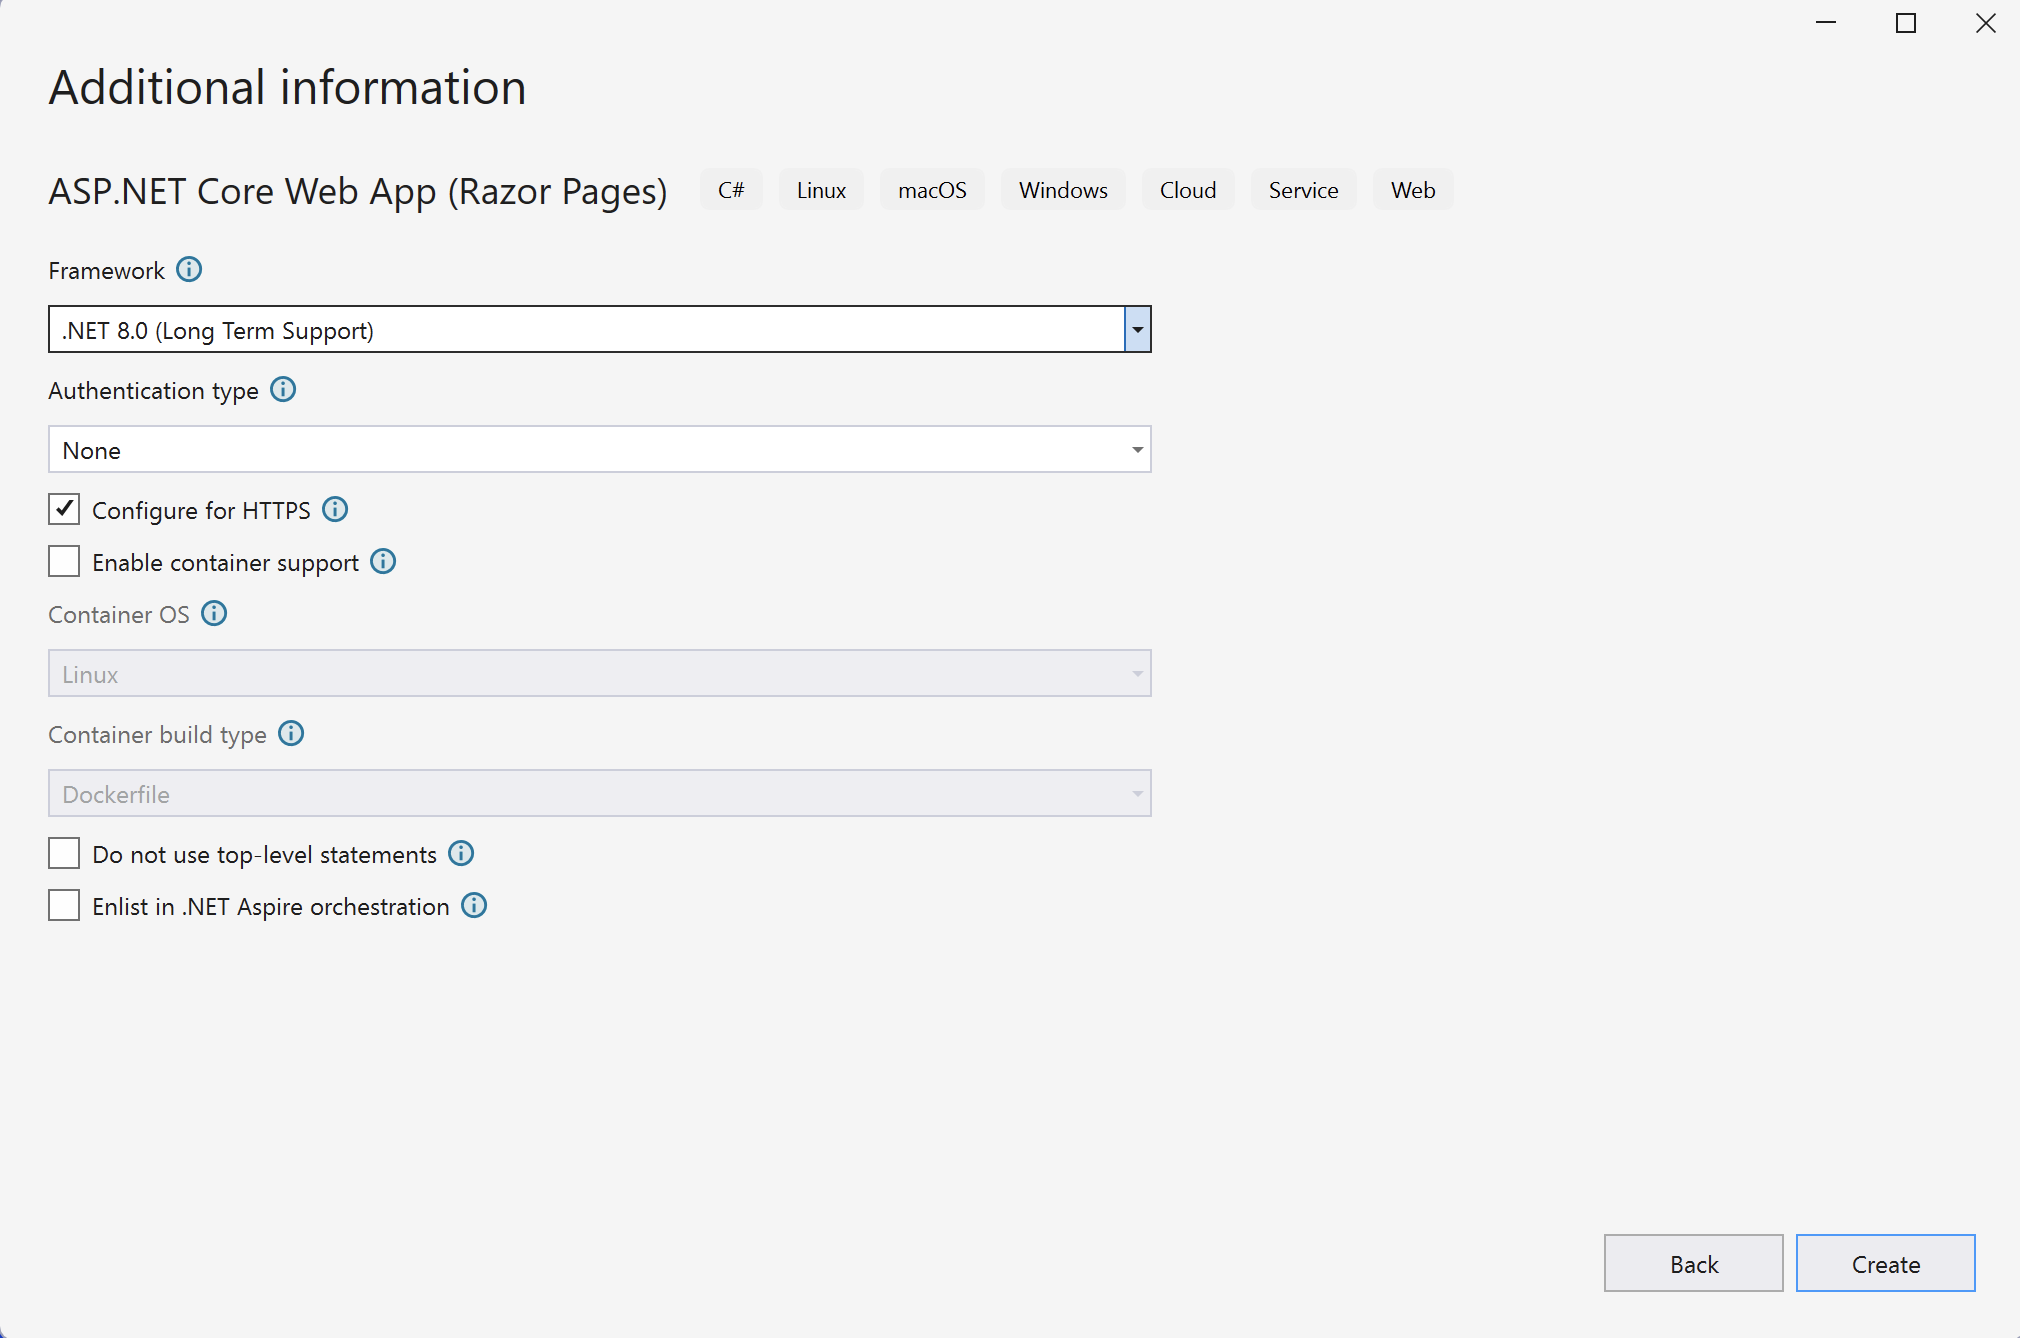 Additional information
ASP.NET Core Web App (Razor Pages) C# Linux macOS Windows Cloud Service Web
Framework
.NET 8.0 (Long Term Support)
Authentication type
None
Configure for HTTPS
Enable container support
Container OS
Linux
Container build type
Dockerfile
Do not use top-level statements
Enlist in .NET Aspire orchestration
Back Create